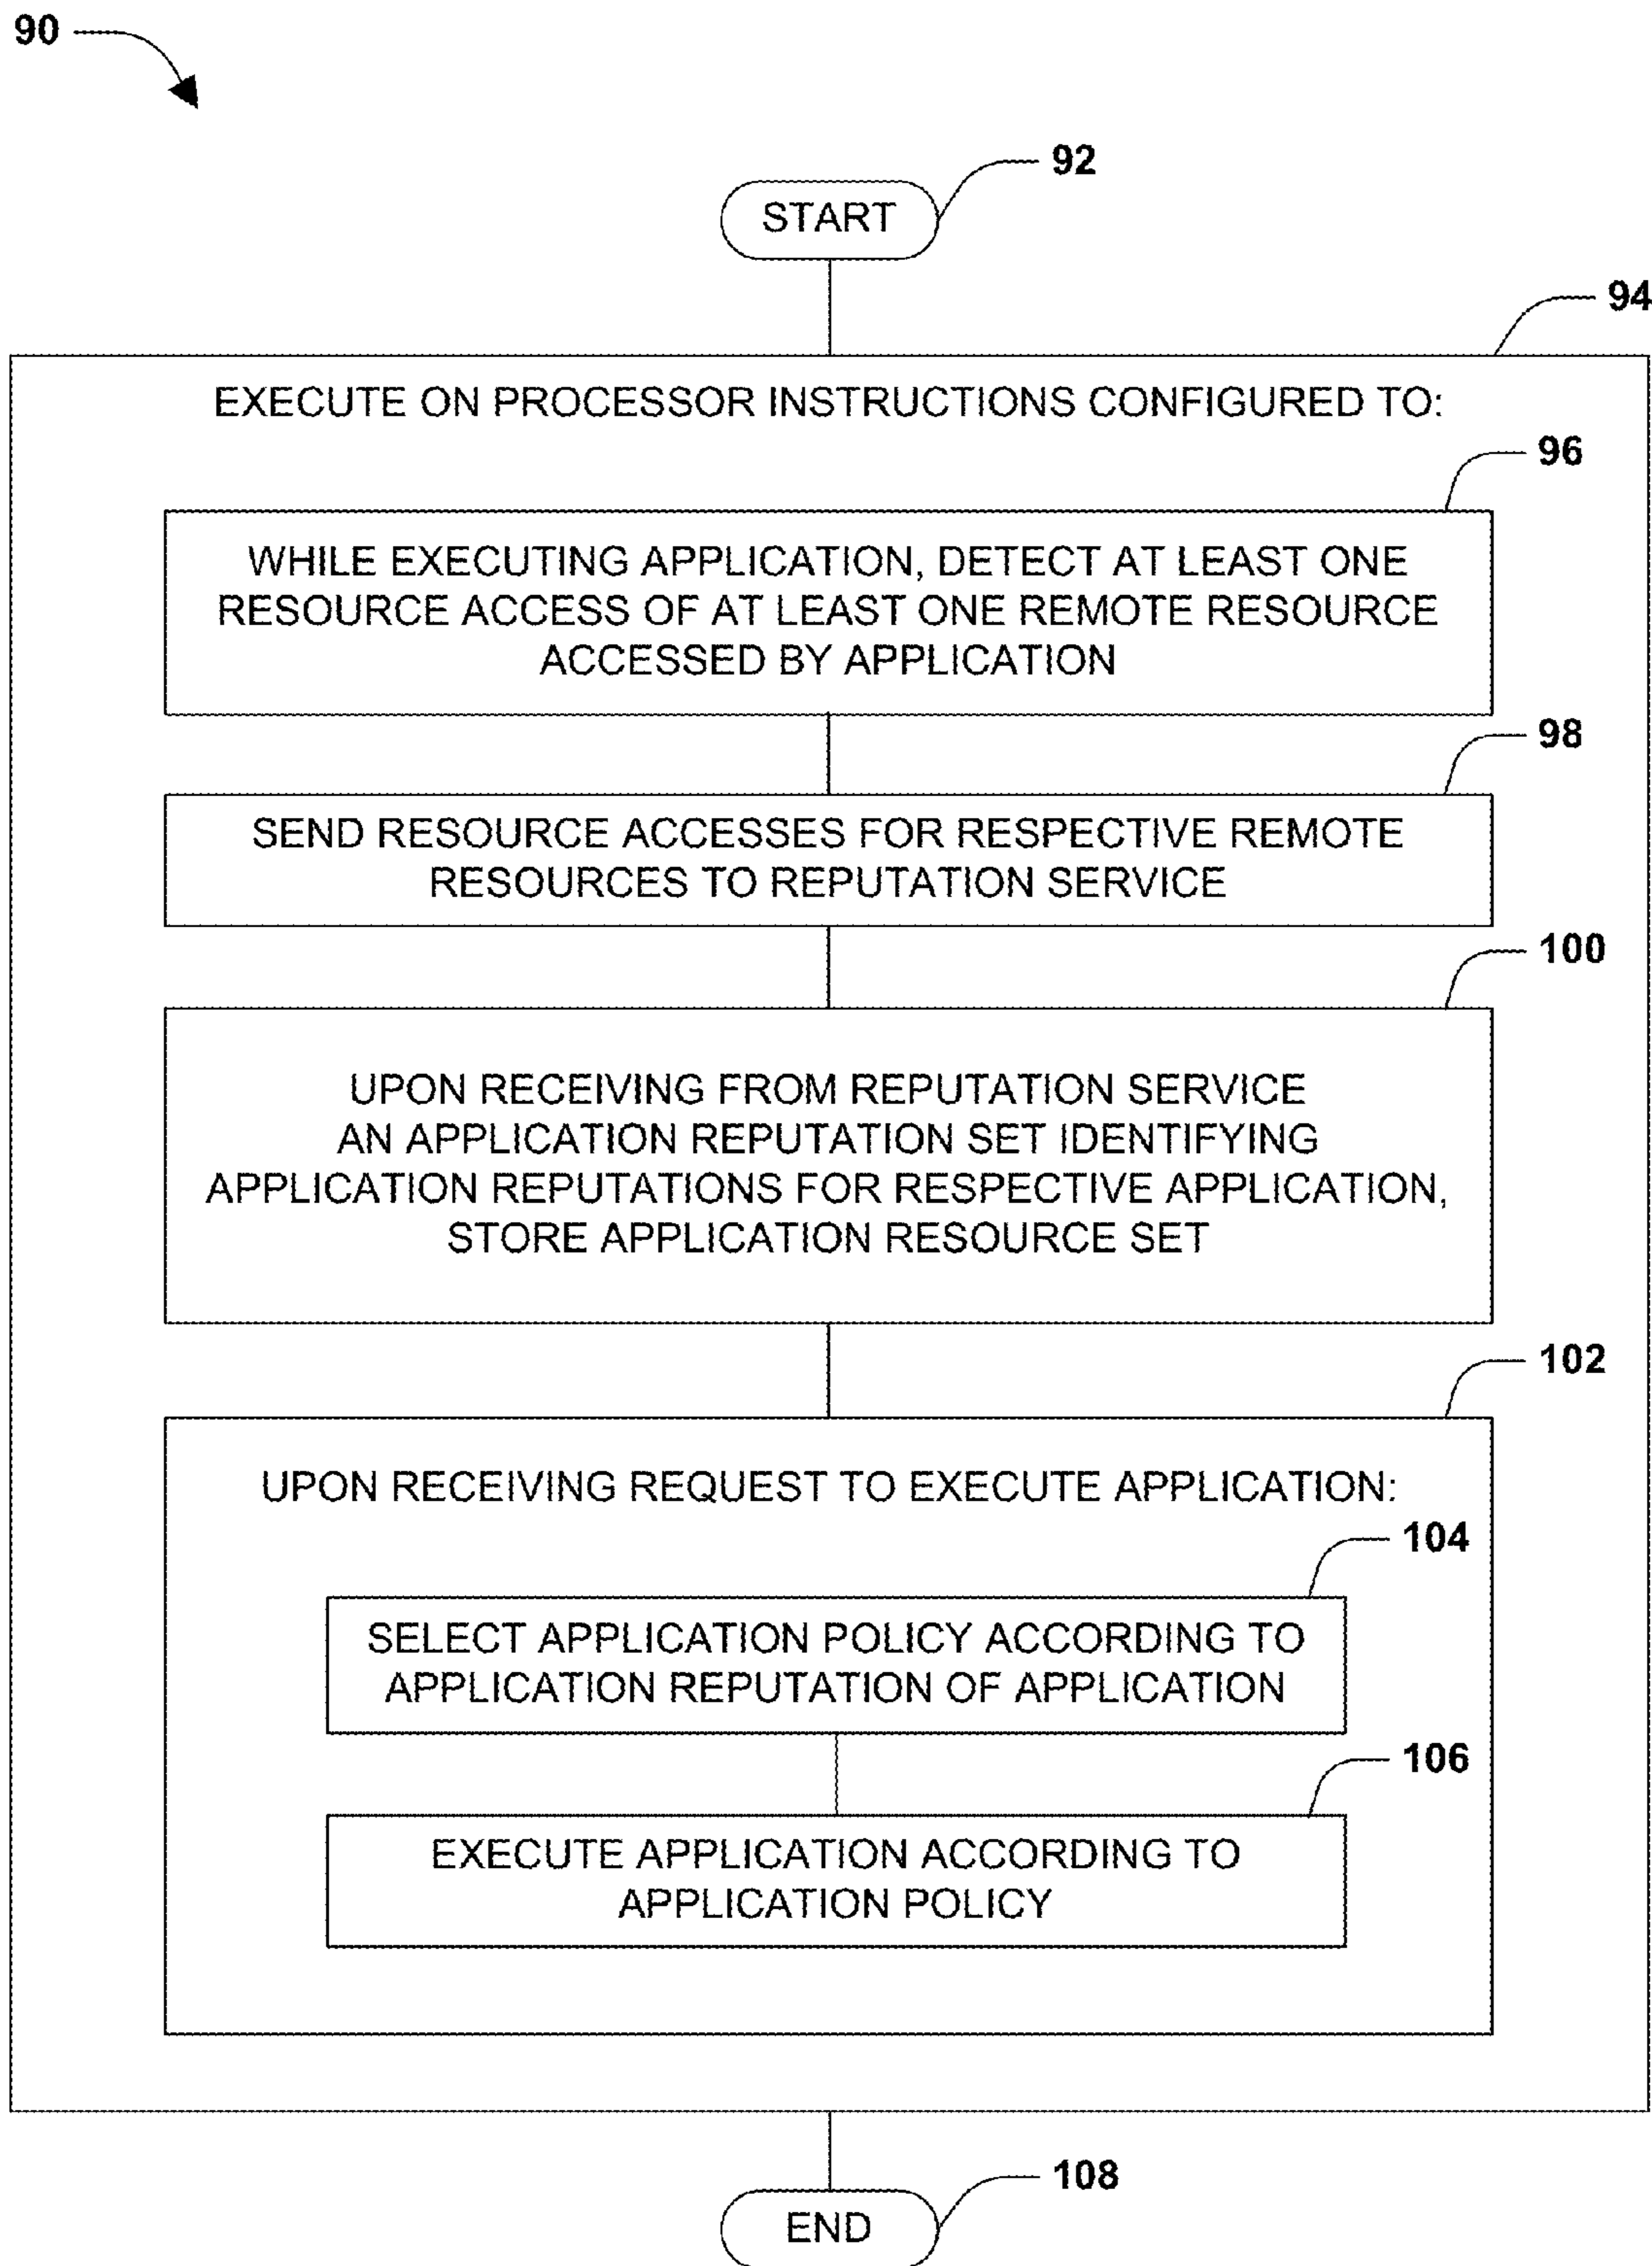 90
92
START
94
EXECUTE ON PROCESSOR INSTRUCTIONS CONFIGURED TO:
96
WHILE EXECUTING APPLICATION, DETECT AT LEAST ONE
RESOURCE ACCESS OF AT LEAST ONE REMOTE RESOURCE
ACCESSED BY APPLICATION
98
SEND RESOURCE ACCESSES FOR RESPECTIVE REMOTE
RESOURCES TO REPUTATION SERVICE
100
UPON RECEIVING FROM REPUTATION SERVICE
AN APPLICATION REPUTATION SET IDENTIFYING
APPLICATION REPUTATIONS FOR RESPECTIVE APPLICATION,
STORE APPLICATION RESOURCE SET
102
UPON RECEIVING REQUEST TO EXECUTE APPLICATION:
104
SELECT APPLICATION POLICY ACCORDING TO
APPLICATION REPUTATION OF APPLICATION
106
EXECUTE APPLICATION ACCORDING TO
APPLICATION POLICY
108
END